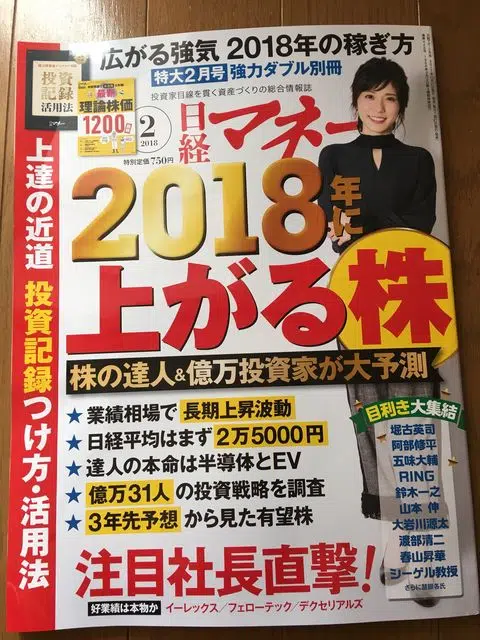 広がる強気 2018年の稼ぎ方
特大2月号 強力ダブル別冊
投資家目線を貫く資産づくりの総合情報誌
投資
記録
活用法
理論株価
1200
2
2018
特別定価750円
日経マネー
2018年に
上がる株
株の達人&億万投資家が大予測
上達の近道 投資記録つけ方・活用法
★業績相場で長期上昇波動
★日経平均はまず2万5000円
★達人の本命は半導体とEV
★億万31人の投資戦略を調査
★3年先予想から見た有望株
目利き大集結
堀古英司
阿部修平
五味大輔
RING
鈴木一之
山本 伸
大岩川源太
渡部清二
春山昇華
シーゲル教授
注目社長直撃!
好業績は本物か イーレックス/フェローテック/デクセリアルズ